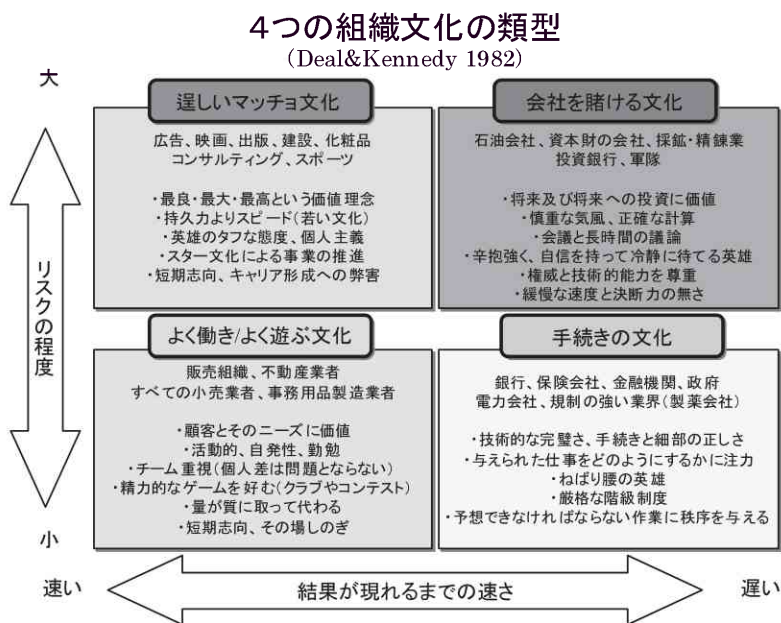 4つの組織文化の類型
(Deal&Kennedy 1982)
大
逞しいマッチョ文化
広告、映画、出版、建設、化粧品
コンサルティング、スポーツ
・最良・最大・最高という価値理念
・持久力よりスピード(若い文化)
・英雄のタフな態度、個人主義
・スター文化による事業の推進
・短期志向、キャリア形成への弊害
会社を賭ける文化
石油会社、資本財の会社、採鉱・精錬業
投資銀行、軍隊
・将来及び将来への投資に価値
・慎重な気風、正確な計算
・会議と長時間の議論
・辛抱強く、自信を持って冷静に待てる英雄
・権威と技術的能力を尊重
・緩慢な速度と決断力の無さ
リスクの程度
よく働き/よく遊ぶ文化
販売組織、不動産業者
すべての小売業者、事務用品製造業者
・顧客とそのニーズに価値
・活動的、自発性、勤勉
・チーム重視(個人差は問題とならない)
・精力的なゲームを好む(クラブやコンテスト)
・量が質に取って代わる
・短期志向、その場しのぎ
手続きの文化
銀行、保険会社、金融機関、政府
電力会社、規制の強い業界(製薬会社)
・技術的な完璧さ、手続きと細部の正しさ
・与えられた仕事をどのようにするかに注力
・ねばり腰の英雄
・厳格な階級制度
・予想できなければならない作業に秩序を与える
小
速い
結果が現れるまでの速さ
遅い